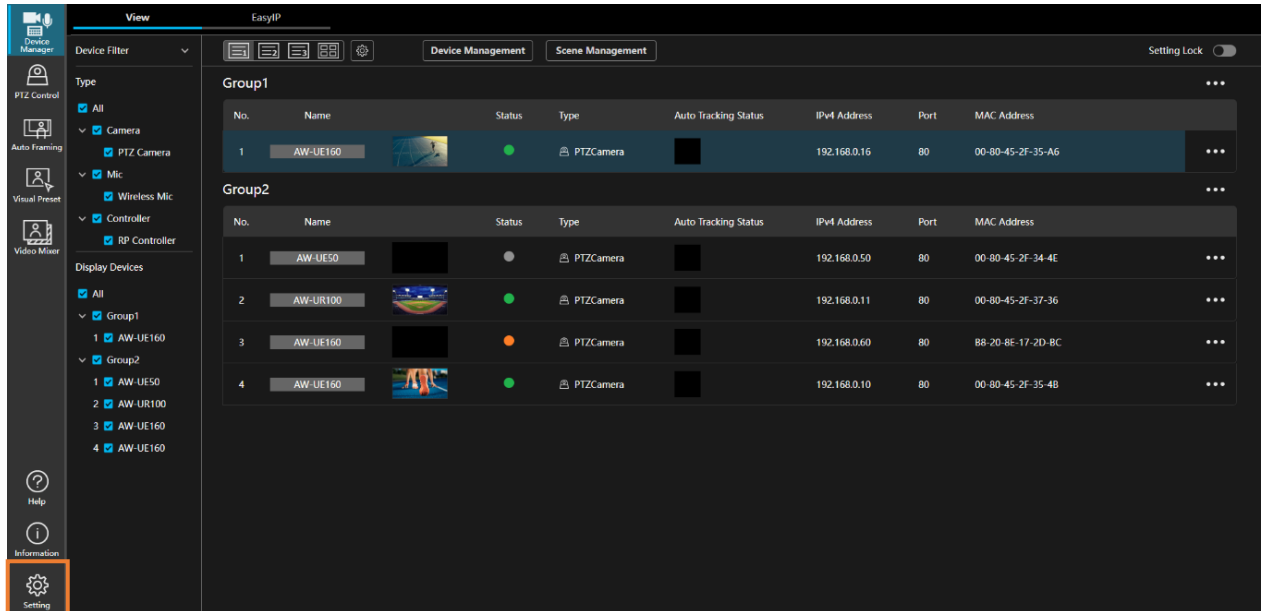 View EasyIP
Device Manager
PTZ Control
Auto Framing
Visual Preset
Video Mixer
Help
Information
Setting
Device Filter
Type
All
Camera
PTZ Camera
Mic
Wireless Mic
Controller
RP Controller
Display Devices
All
Group1
1 AW-UE160
Group2
1 AW-UE50
2 AW-UR100
3 AW-UE160
4 AW-UE160
1 2 3 Device Management Scene Management Setting Lock
Group1
No. Name Status Type Auto Tracking Status IPv4 Address Port MAC Address
1 AW-UE160 PTZCamera 192.168.0.16 80 00-80-45-2F-35-A6
Group2
No. Name Status Type Auto Tracking Status IPv4 Address Port MAC Address
1 AW-UE50 PTZCamera 192.168.0.50 80 00-80-45-2F-34-4E
2 AW-UR100 PTZCamera 192.168.0.11 80 00-80-45-2F-37-36
3 AW-UE160 PTZCamera 192.168.0.60 80 B8-20-8E-17-2D-BC
4 AW-UE160 PTZCamera 192.168.0.10 80 00-80-45-2F-35-4B